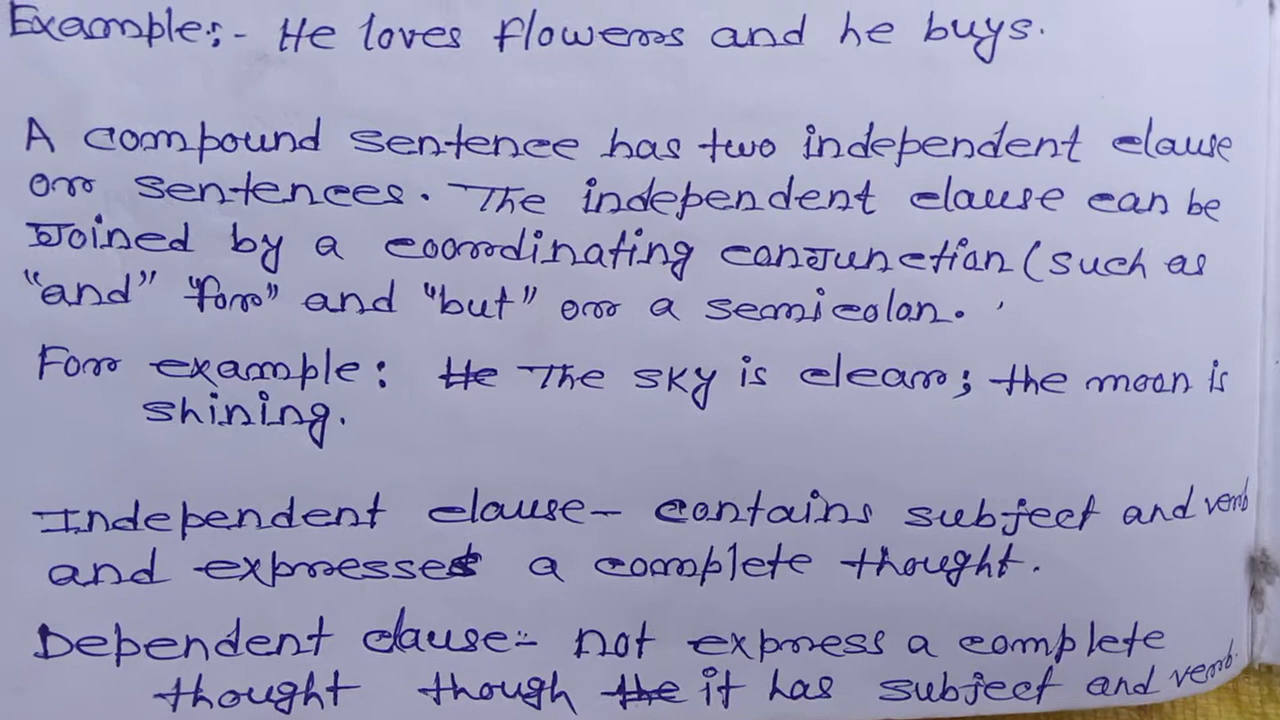 Example:- He loves flowers and he buys.
A compound sentence has two independent clause
or sentences. The independent clause can be
Joined by a coordinating conJunction (such as
"and" "for" and "but" or a semicolon.
For example: He The sky is clear; the moon is
shining.
Independent clause- contains subject and verb
and expresses a complete thought.
Dependent clause:- not express a complete
thought though the it has subject and verb.